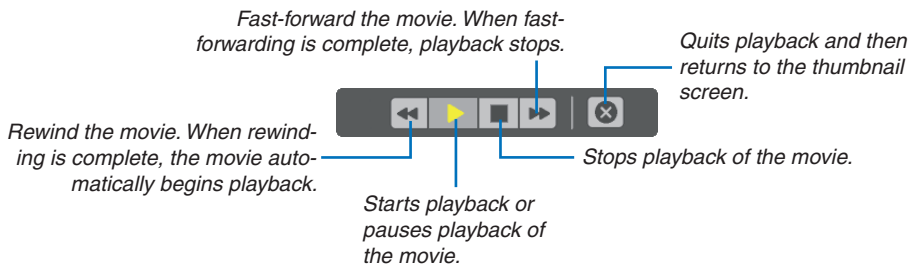 Fast-forward the movie. When fast-
forwarding is complete, playback stops.
Quits playback and then
returns to the thumbnail
screen.
Rewind the movie. When rewind-
ing is complete, the movie auto-
matically begins playback.
Stops playback of the movie.
Starts playback or
pauses playback of
the movie.